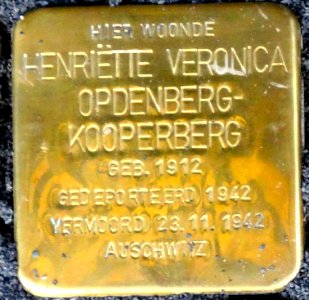 HIER WOONDE
HENRIËTTE VERONICA
OPDENBERG-
KOOPERBERG
GEB. 1912
GEDEPORTEERD 1942
VERMOORD 23.11.1942
AUSCHWITZ